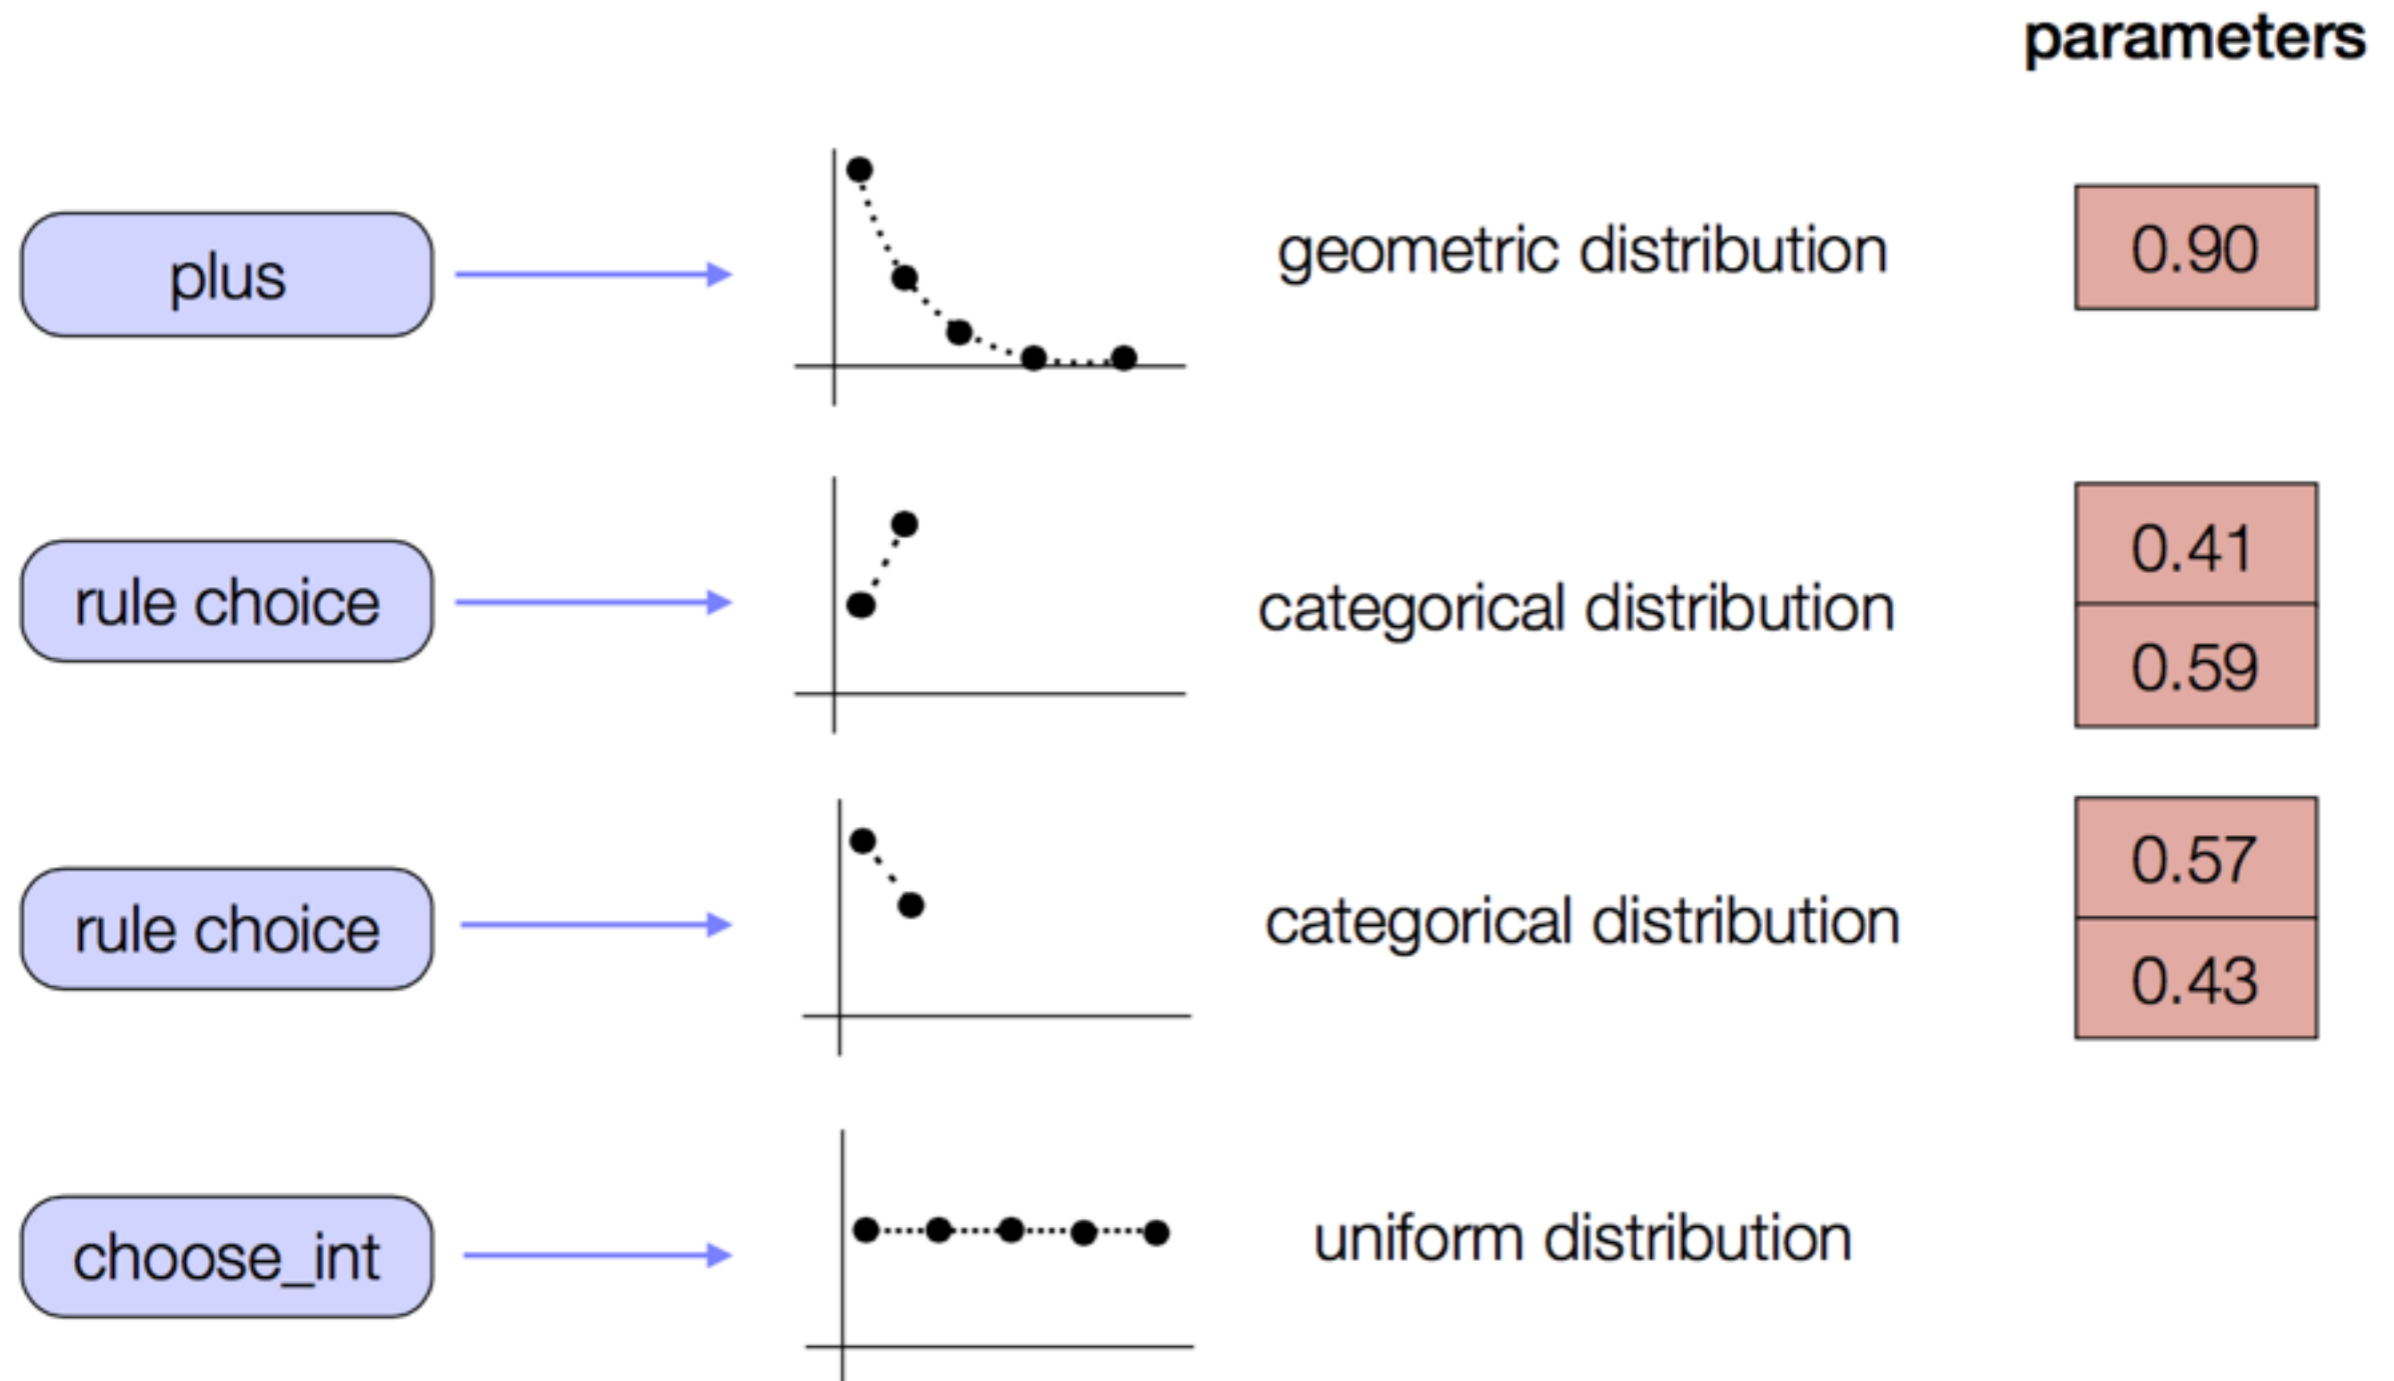 parameters
plus
geometric distribution
0.90
rule choice
categorical distribution
0.41
0.59
rule choice
categorical distribution
0.57
0.43
choose_int
uniform distribution